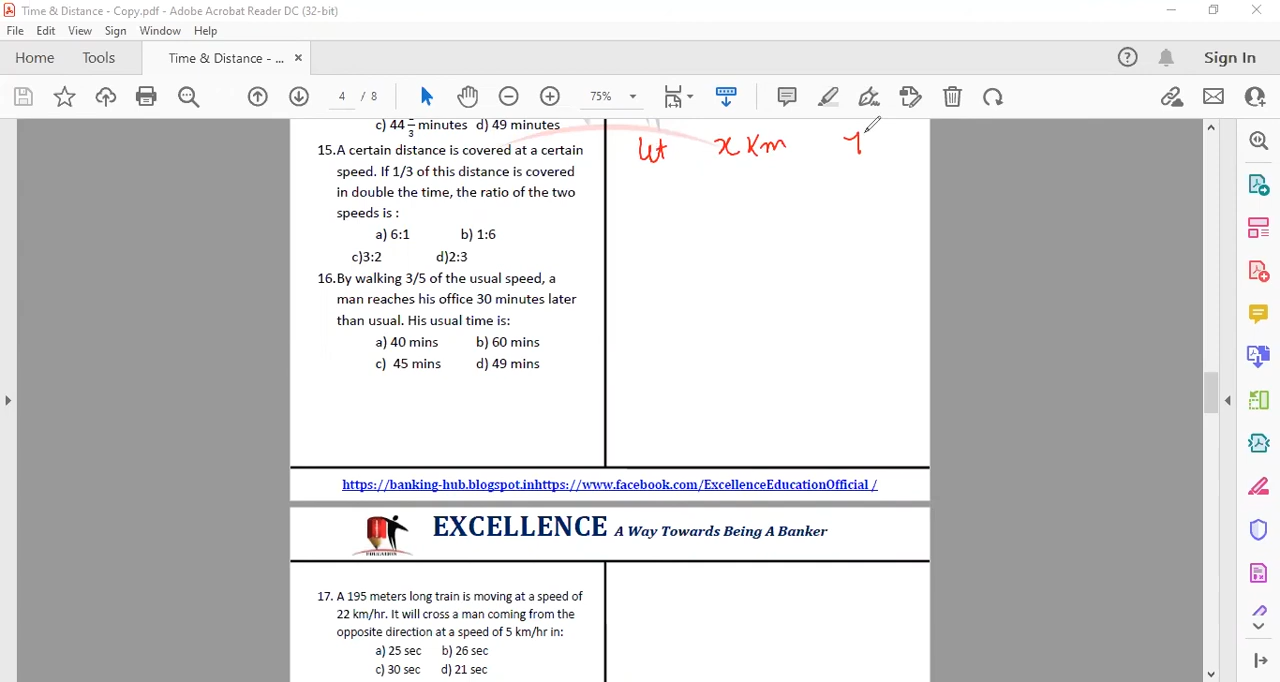 Time & Distance - Copy.pdf - Adobe Acrobat Reader DC (32-bit)
File Edit View Sign Window Help
Home Tools Time & Distance - ... × Sign In
4 / 8 75%
c) 44 –/3 minutes d) 49 minutes
15.A certain distance is covered at a certain
speed. If 1/3 of this distance is covered
in double the time, the ratio of the two
speeds is :
a) 6:1 b) 1:6
c)3:2 d)2:3
16.By walking 3/5 of the usual speed, a
man reaches his office 30 minutes later
than usual. His usual time is:
a) 40 mins b) 60 mins
c) 45 mins d) 49 mins
let x Km
https://banking-hub.blogspot.inhttps://www.facebook.com/ExcellenceEducationOfficial /
EDUCATION
EXCELLENCE A Way Towards Being A Banker
17. A 195 meters long train is moving at a speed of
22 km/hr. It will cross a man coming from the
opposite direction at a speed of 5 km/hr in:
a) 25 sec b) 26 sec
c) 30 sec d) 21 sec